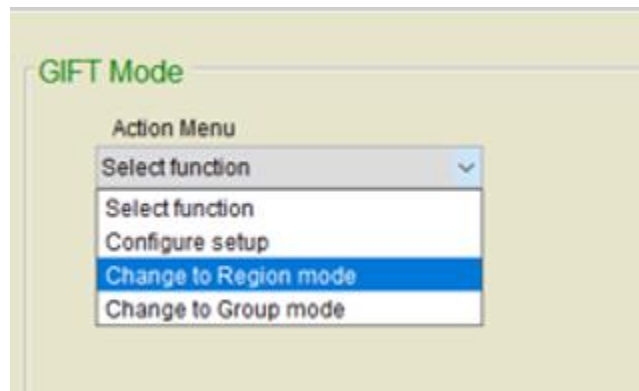 GIFT Mode
Action Menu
Select function
Select function
Configure setup
Change to Region mode
Change to Group mode